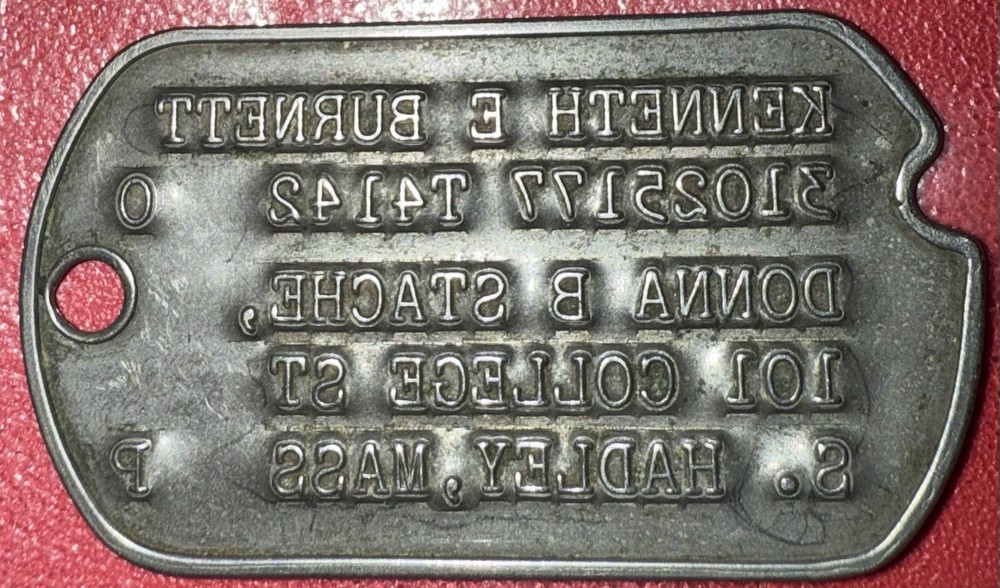 KENNETH E BURNETT
31025177 T4142 O
DONNA B STACHE,
101 COLLEGE ST
S. HADLEY,MASS P